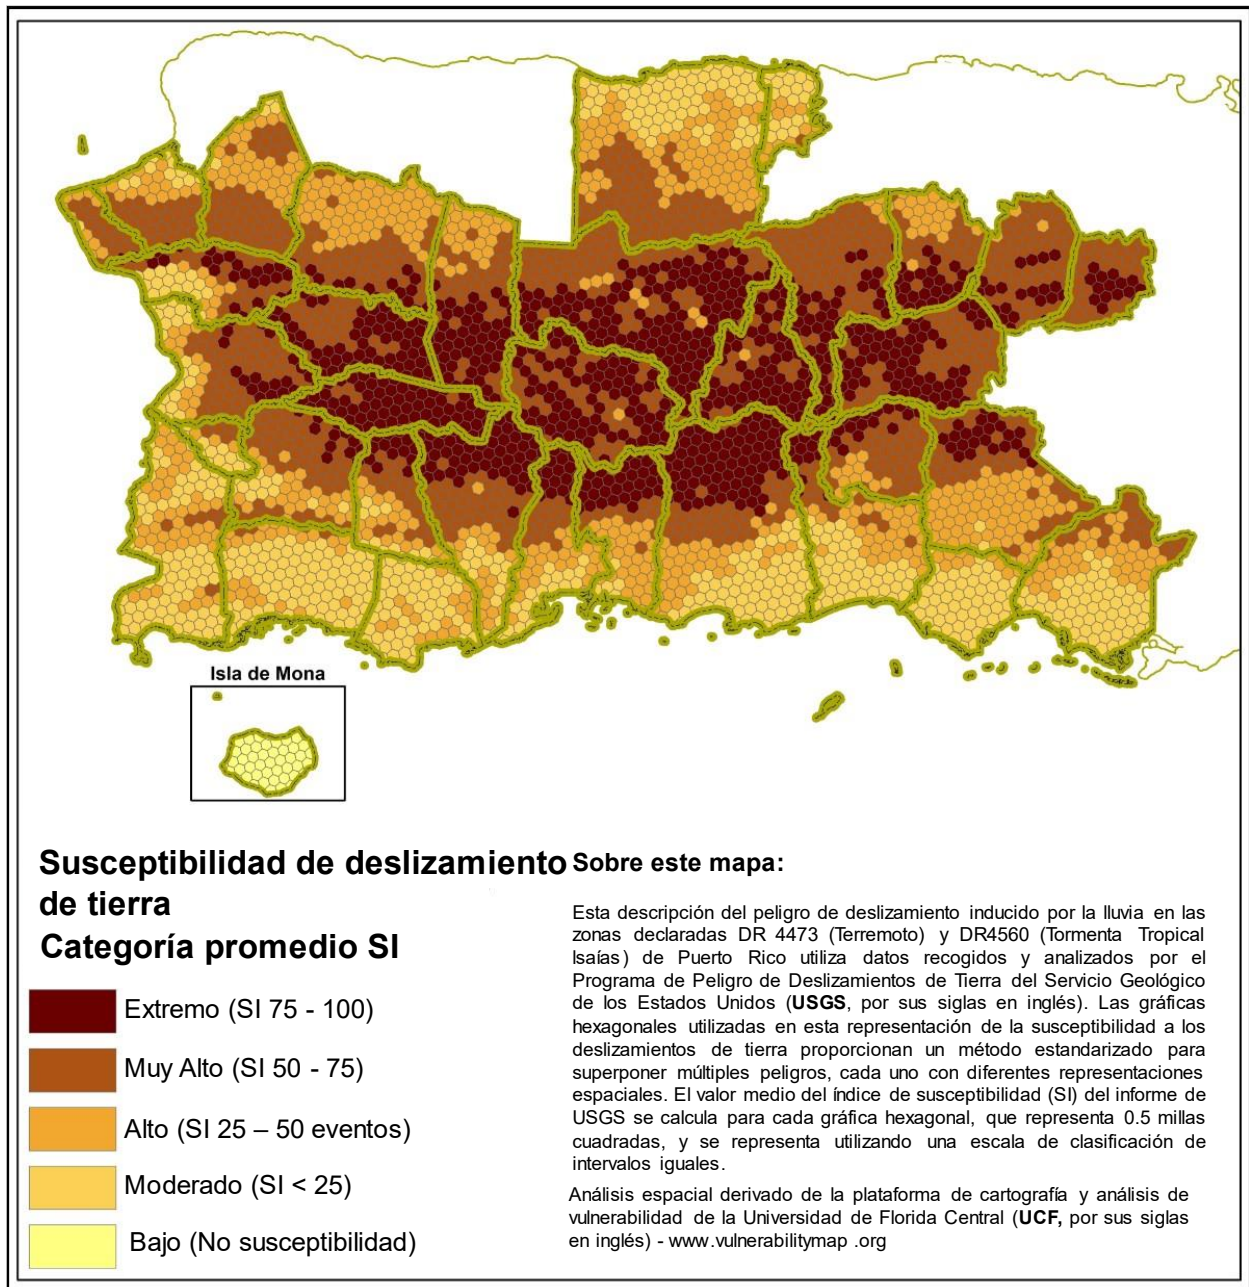 Isla de Mona
Susceptibilidad de deslizamiento
de tierra
Categoría promedio SI
Extremo (SI 75 - 100)
Muy Alto (SI 50 - 75)
Alto (SI 25 – 50 eventos)
Moderado (SI < 25)
Bajo (No susceptibilidad)
Sobre este mapa:
Esta descripción del peligro de deslizamiento inducido por la lluvia en las
zonas declaradas DR 4473 (Terremoto) y DR4560 (Tormenta Tropical
Isaías) de Puerto Rico utiliza datos recogidos y analizados por el
Programa de Peligro de Deslizamientos de Tierra del Servicio Geológico
de los Estados Unidos (USGS, por sus siglas en inglés). Las gráficas
hexagonales utilizadas en esta representación de la susceptibilidad a los
deslizamientos de tierra proporcionan un método estandarizado para
superponer múltiples peligros, cada uno con diferentes representaciones
espaciales. El valor medio del índice de susceptibilidad (SI) del informe de
USGS se calcula para cada gráfica hexagonal, que representa 0.5 millas
cuadradas, y se representa utilizando una escala de clasificación de
intervalos iguales.
Análisis espacial derivado de la plataforma de cartografía y análisis de
vulnerabilidad de la Universidad de Florida Central (UCF, por sus siglas
en inglés) - www.vulnerabilitymap .org